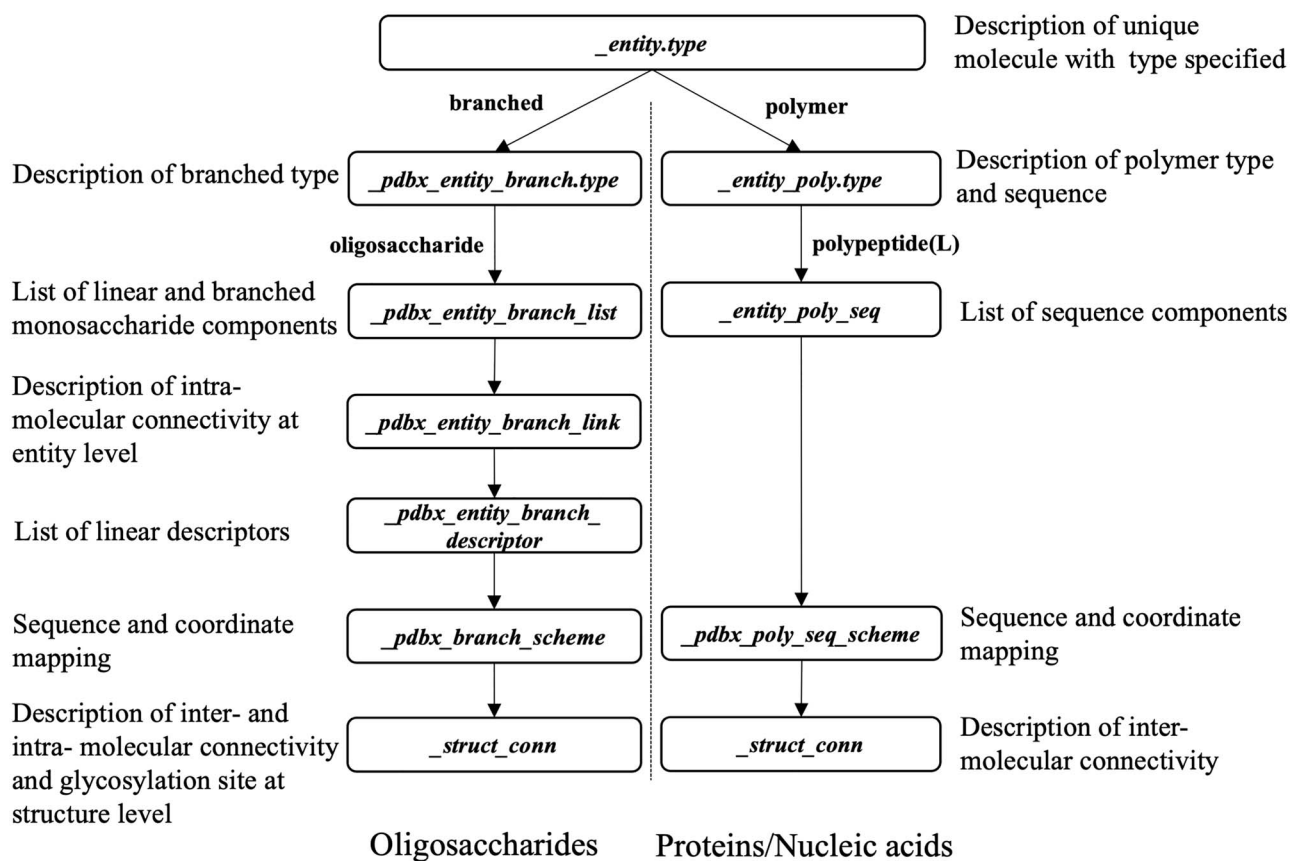 _entity.type
Description of unique
molecule with type specified
branched
polymer
Description of branched type
_pdbx_entity_branch.type
_entity_poly.type
Description of polymer type
and sequence
oligosaccharide
polypeptide(L)
List of linear and branched
monosaccharide components
_pdbx_entity_branch_list
_entity_poly_seq
List of sequence components
Description of intra-
molecular connectivity at
entity level
_pdbx_entity_branch_link
List of linear descriptors
_pdbx_entity_branch_
descriptor
Sequence and coordinate
mapping
_pdbx_branch_scheme
_pdbx_poly_seq_scheme
Sequence and coordinate
mapping
Description of inter- and
intra- molecular connectivity
and glycosylation site at
structure level
_struct_conn
_struct_conn
Description of inter-
molecular connectivity
Oligosaccharides
Proteins/Nucleic acids